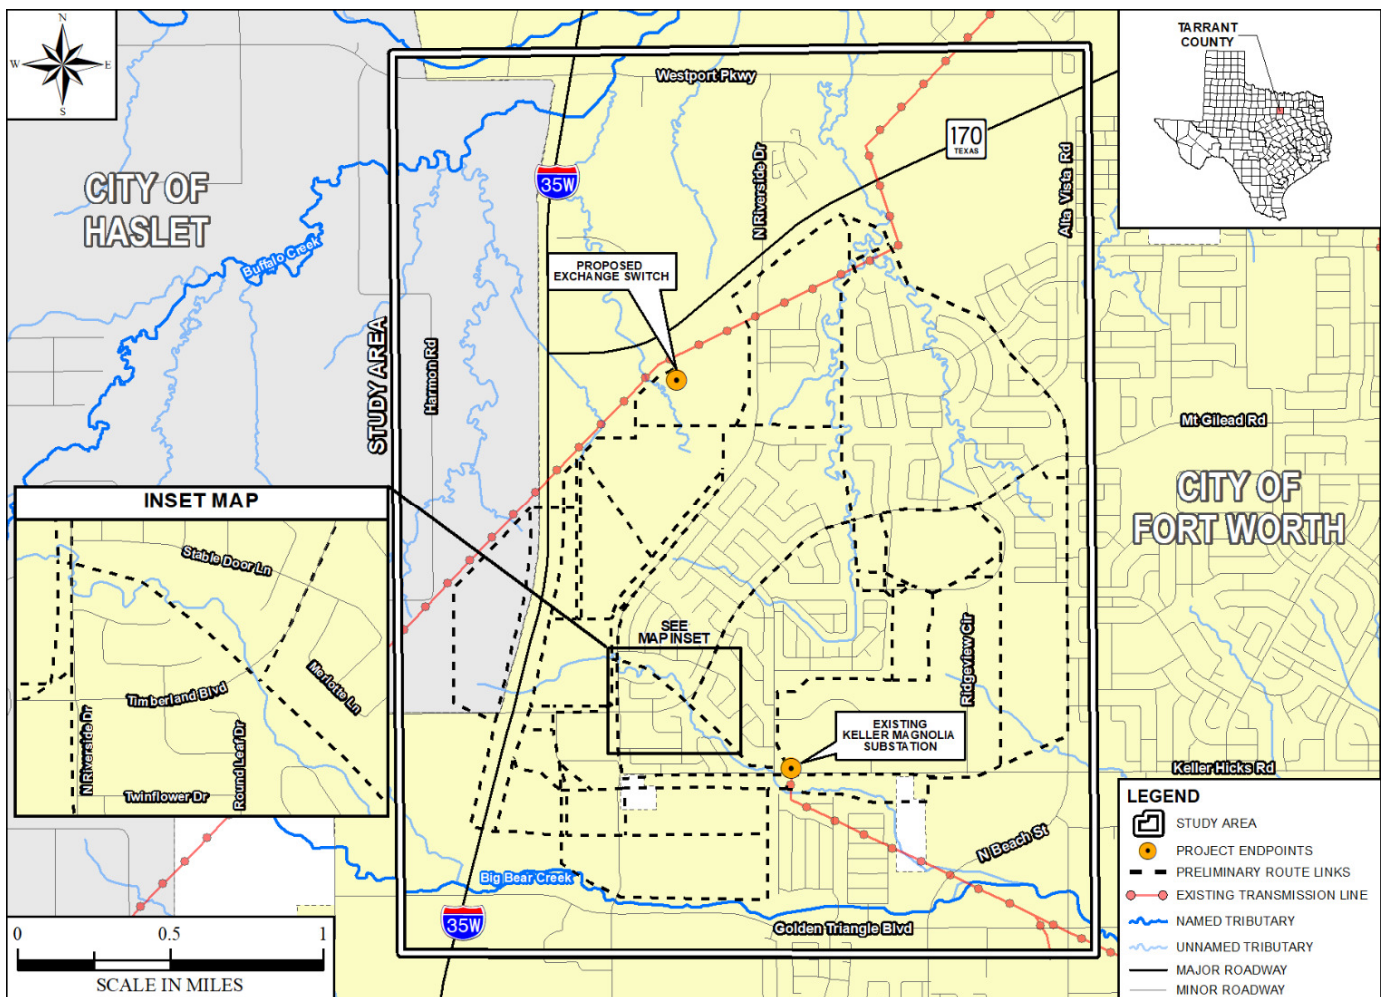 N
W
E
S
TARRANT
COUNTY
Westport Pkwy
170
TEXAS
N Riverside Dr
Alta Vista Rd
35W
CITY OF
HASLET
Buffalo Creek
PROPOSED
EXCHANGE SWITCH
STUDY AREA
Harmon Rd
Mt Gilead Rd
CITY OF
FORT WORTH
INSET MAP
Stable Door Ln
Merlotte Ln
Timberland Blvd
N Riverside Dr
Round Leaf Dr
Twinflower Dr
SEE
MAP INSET
Ridgeview Cir
EXISTING
KELLER MAGNOLIA
SUBSTATION
Keller Hicks Rd
N Beach St
Big Bear Creek
35W
Golden Triangle Blvd
0
0.5
1
SCALE IN MILES
LEGEND
STUDY AREA
PROJECT ENDPOINTS
PRELIMINARY ROUTE LINKS
EXISTING TRANSMISSION LINE
NAMED TRIBUTARY
UNNAMED TRIBUTARY
MAJOR ROADWAY
MINOR ROADWAY